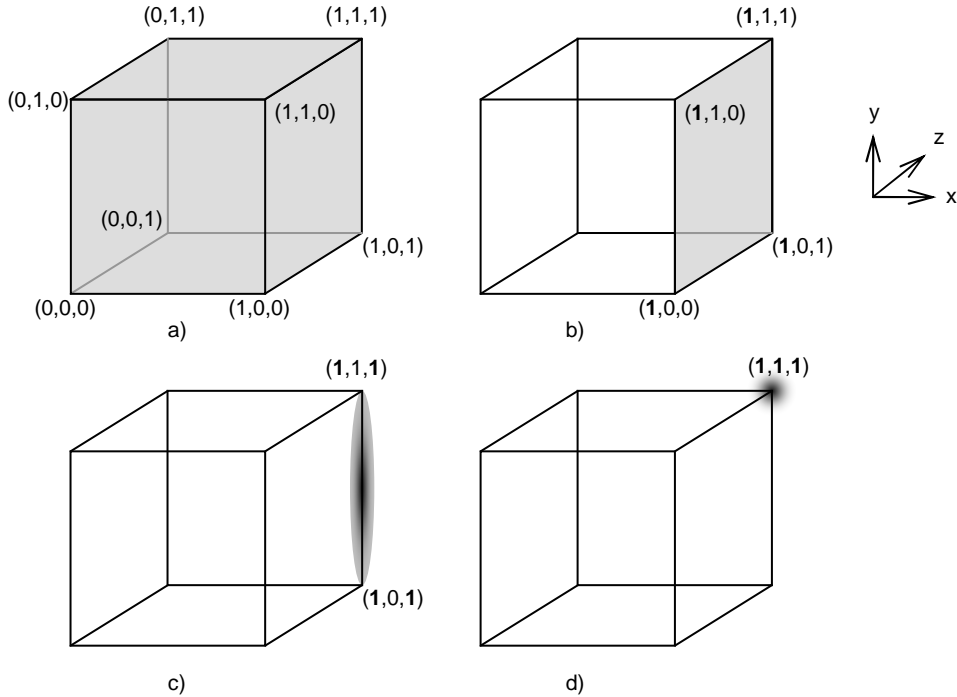 (0,1,1)
(1,1,1)
(0,1,0)
(1,1,0)
(0,0,1)
(1,0,1)
(0,0,0)
(1,0,0)
a)
(1,1,1)
(1,1,0)
(1,0,1)
(1,0,0)
b)
y
z
x
(1,1,1)
(1,0,1)
c)
(1,1,1)
d)